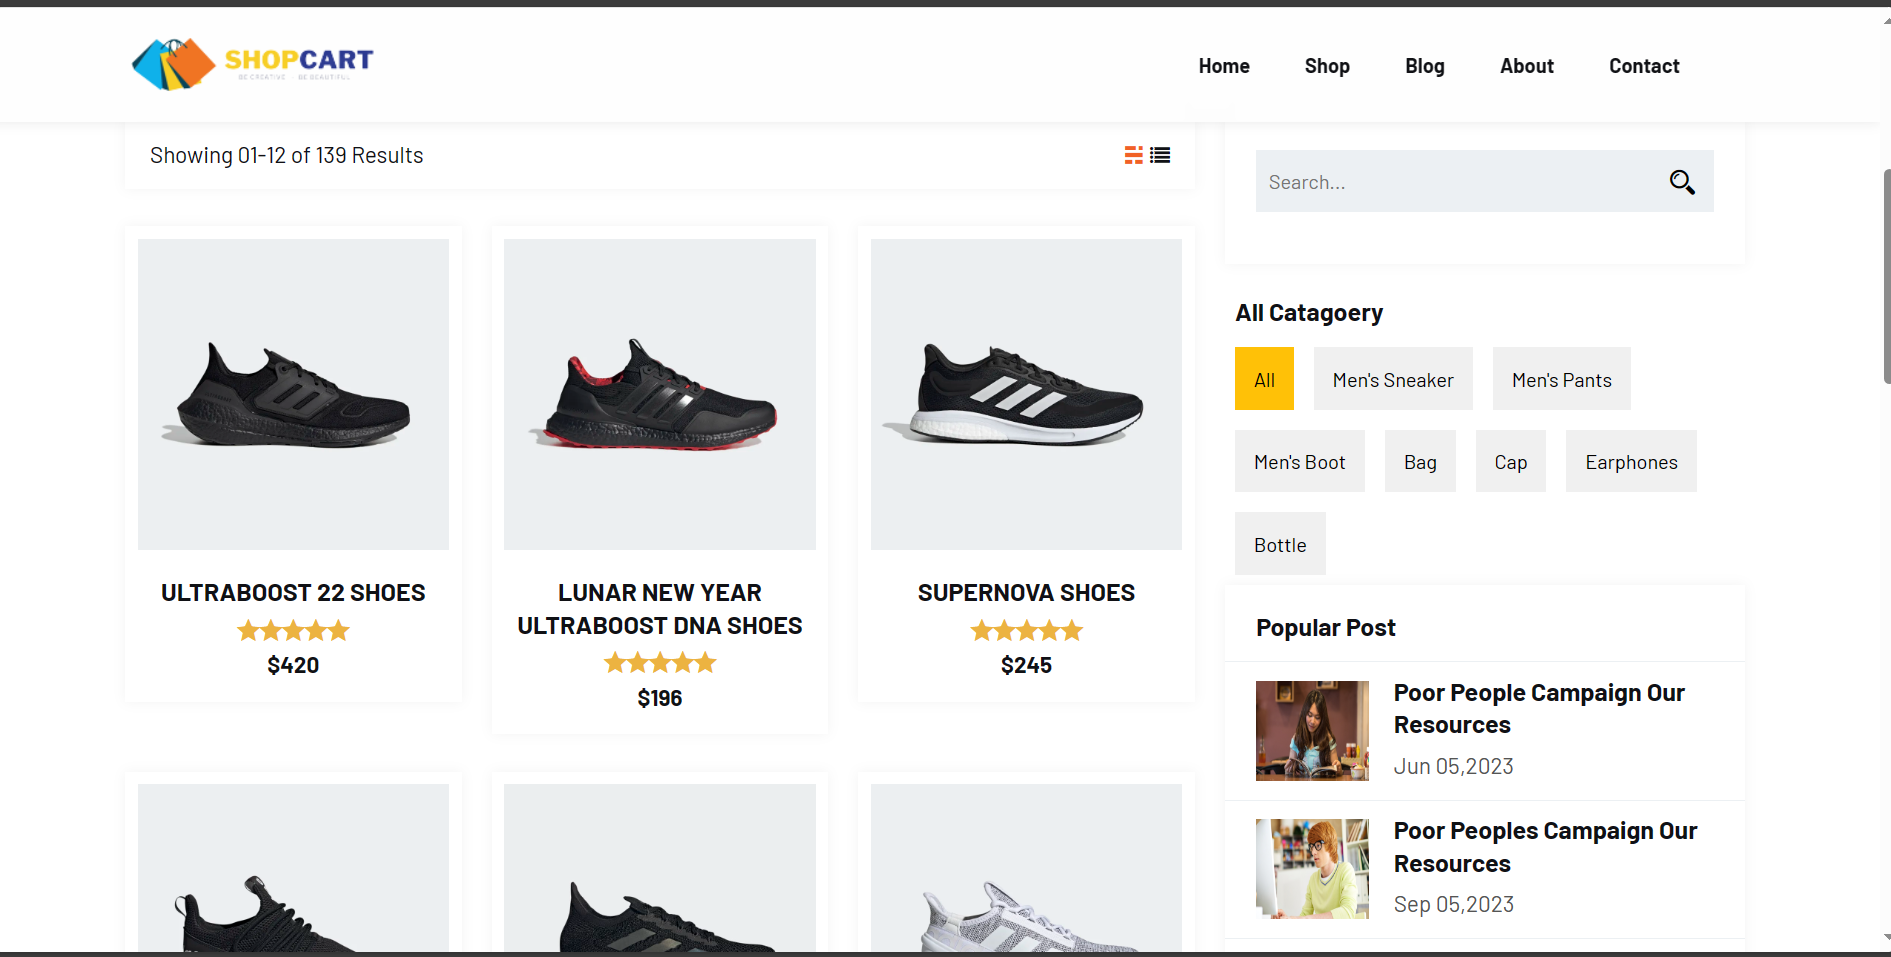 SHOPCART
BE CREATIVE BE BEAUTIFUL
Home Shop Blog About Contact
Showing 01-12 of 139 Results
Search...
ULTRABOOST 22 SHOES
$420
LUNAR NEW YEAR
ULTRABOOST DNA SHOES
$196
SUPERNOVA SHOES
$245
All Catagoery
All Men's Sneaker Men's Pants
Men's Boot Bag Cap Earphones
Bottle
Popular Post
Poor People Campaign Our
Resources
Jun 05,2023
Poor Peoples Campaign Our
Resources
Sep 05,2023